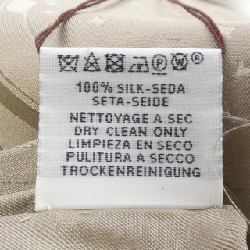 100% SILK-SEDA
SETA-SEIDE
NETTOYAGE A SEC
DRY CLEAN ONLY
LIMPIEZA EN SECO
PULITURA A SECCO
TROCKENREINIGUNG